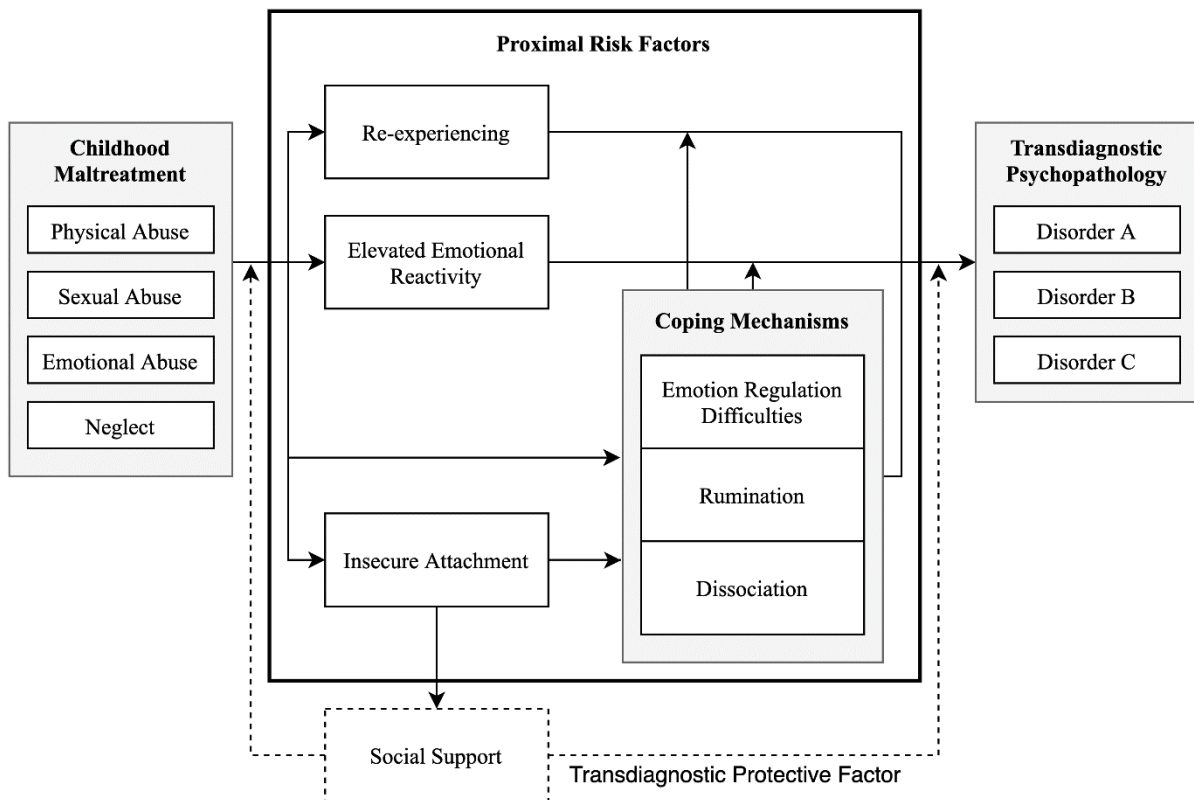 Proximal Risk Factors
Childhood
Maltreatment
Physical Abuse
Sexual Abuse
Emotional Abuse
Neglect
Re-experiencing
Elevated Emotional
Reactivity
Insecure Attachment
Coping Mechanisms
Emotion Regulation
Difficulties
Rumination
Dissociation
Transdiagnostic
Psychopathology
Disorder A
Disorder B
Disorder C
Social Support
Transdiagnostic Protective Factor